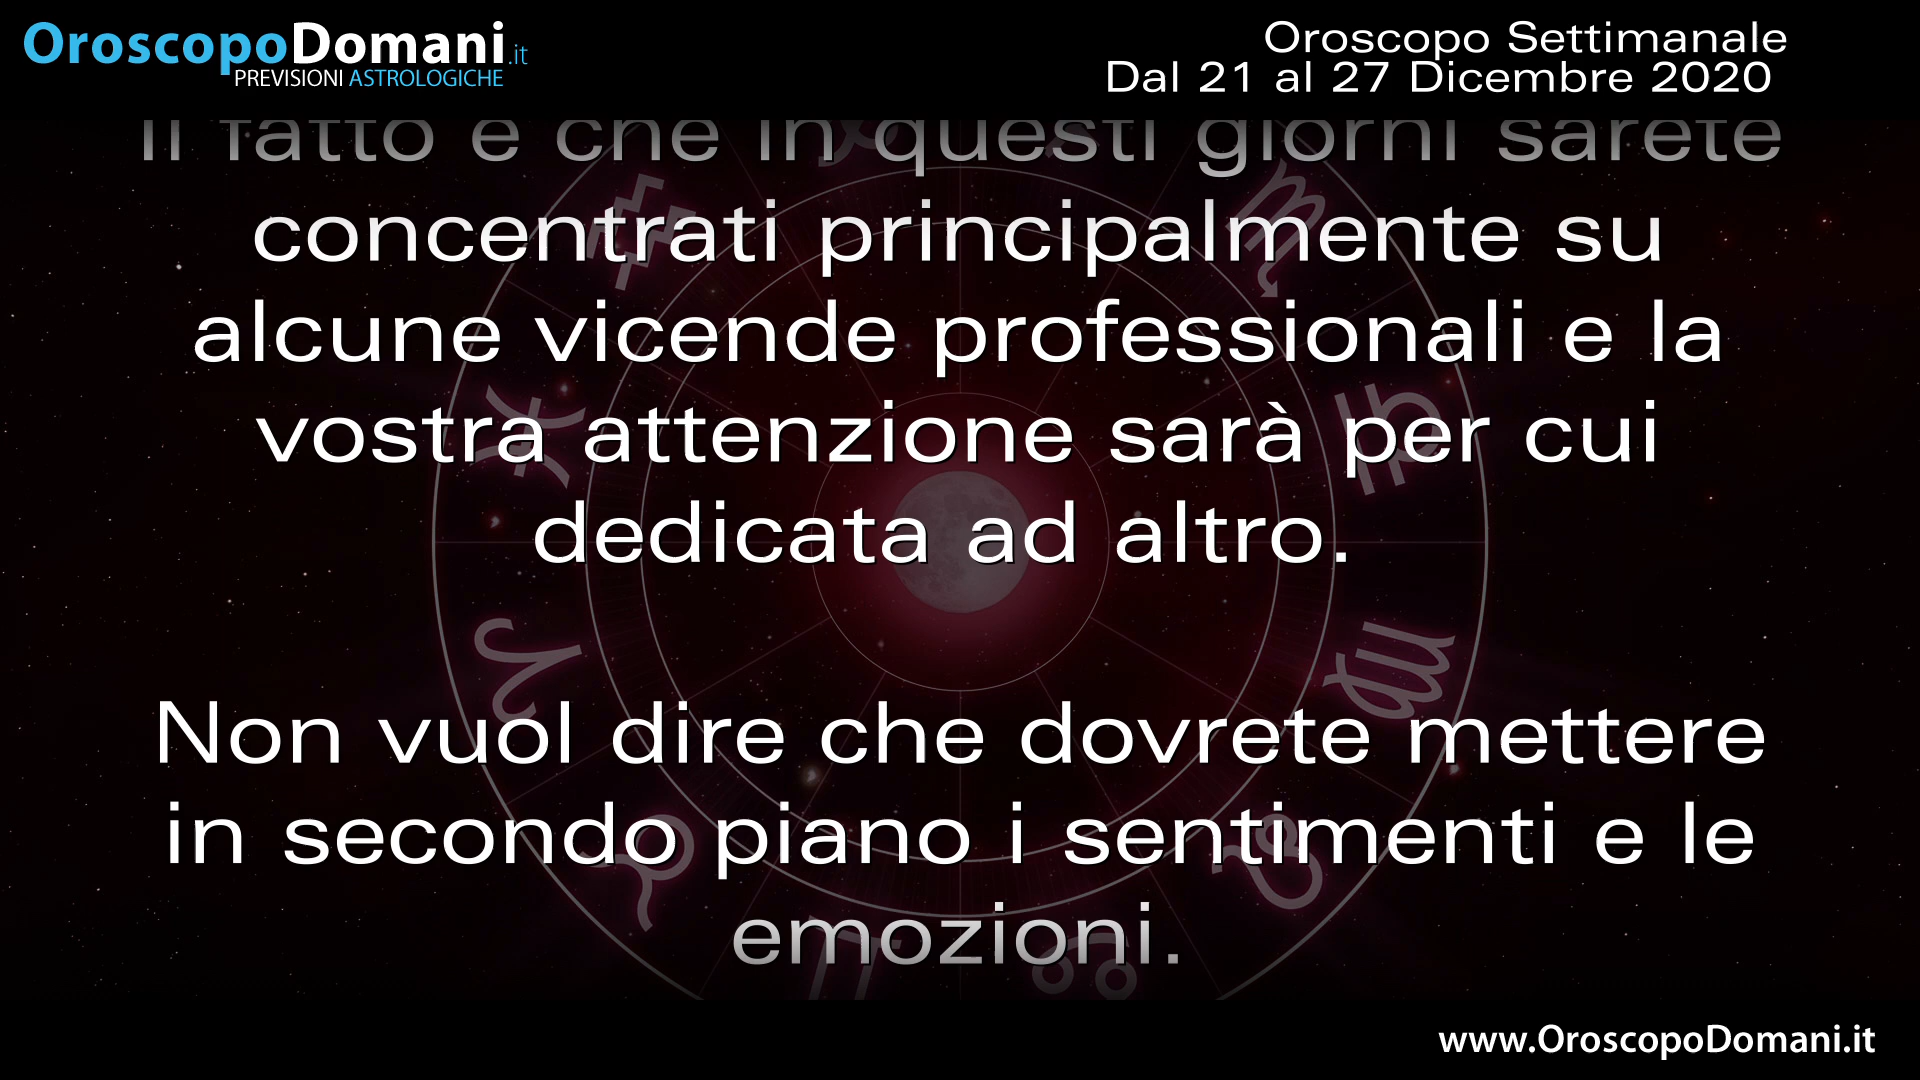 OroscopoDomani.it
PREVISIONI ASTROLOGICHE
Oroscopo Settimanale
Dal 21 al 27 Dicembre 2020
Il fatto è che in questi giorni sarete
concentrati principalmente su
alcune vicende professionali e la
vostra attenzione sarà per cui
dedicata ad altro.
Non vuol dire che dovrete mettere
in secondo piano i sentimenti e le
emozioni.
www.OroscopoDomani.it